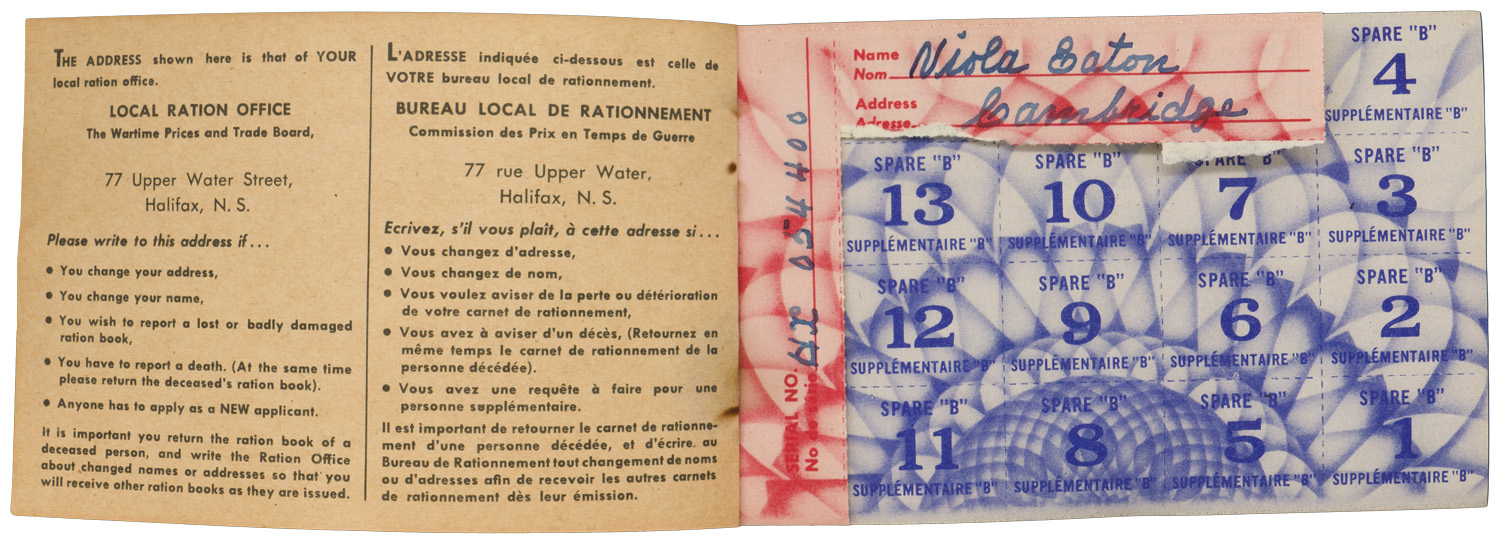 THE ADDRESS shown here is that of YOUR
local ration office.
LOCAL RATION OFFICE
The Wartime Prices and Trade Board,
77 Upper Water Street,
Halifax, N. S.
Please write to this address if...
• You change your address,
• You change your name,
• You wish to report a lost or badly damaged
ration book,
• You have to report a death. (At the same time
please return the deceased's ration book).
• Anyone has to apply as a NEW applicant.
It is important you return the ration book of a
deceased person, and write the Ration Office
about changed names or addresses so that you
will receive other ration books as they are issued.
L'ADRESSE indiquée ci-dessous est celle de
VOTRE bureau local de rationnement.
BUREAU LOCAL DE RATIONNEMENT
Commission des Prix en Temps de Guerre
77 rue Upper Water,
Halifax, N. S.
Ecrivez, s'il vous plaît, à cette adresse si...
• Vous changez d'adresse,
• Vous changez de nom,
• Vous voulez aviser de la perte ou détérioration
de votre carnet de rationnement,
• Vous avez à aviser d'un décès, (Retournez en
même temps le carnet de rationnement de la
personne décédée).
• Vous avez une requête à faire pour une
personne supplémentaire.
Il est important de retourner le carnet de rationne-
ment d'une personne décédée, et d'écrire au
Bureau de Rationnement tout changement de noms
ou d'adresses afin de recevoir les autres carnets
de rationnement dès leur émission.
SERIAL NO.
No de série HX 054400
Name
Nom Viola Eaton
Address
Adresse Cambridge
SPARE "B"
4
SUPPLÉMENTAIRE "B"
SPARE "B"
13
SUPPLÉMENTAIRE "B"
SPARE "B"
10
SUPPLÉMENTAIRE "B"
SPARE "B"
7
SUPPLÉMENTAIRE "B"
SPARE "B"
3
SUPPLÉMENTAIRE "B"
SPARE "B"
12
SUPPLÉMENTAIRE "B"
SPARE "B"
9
SUPPLÉMENTAIRE "B"
SPARE "B"
6
SUPPLÉMENTAIRE "B"
SPARE "B"
2
SUPPLÉMENTAIRE "B"
SPARE "B"
11
SUPPLÉMENTAIRE "B"
SPARE "B"
8
SUPPLÉMENTAIRE "B"
SPARE "B"
5
SUPPLÉMENTAIRE "B"
SPARE "B"
1
SUPPLÉMENTAIRE "B"